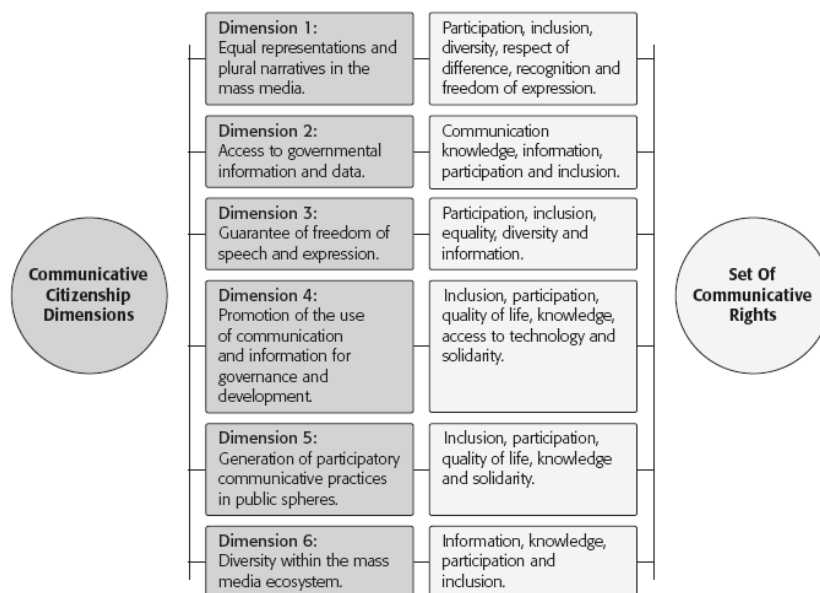 Communicative
Citizenship
Dimensions
Dimension 1:
Equal representations and
plural narratives in the
mass media.
Participation, inclusion,
diversity, respect of
difference, recognition and
freedom of expression.
Dimension 2:
Access to governmental
information and data.
Communication
knowledge, information,
participation and inclusion.
Dimension 3:
Guarantee of freedom of
speech and expression.
Participation, inclusion,
equality, diversity and
information.
Dimension 4:
Promotion of the use
of communication
and information for
governance and
development.
Inclusion, participation,
quality of life, knowledge,
access to technology and
solidarity.
Dimension 5:
Generation of participatory
communicative practices
in public spheres.
Inclusion, participation,
quality of life, knowledge
and solidarity.
Dimension 6:
Diversity within the mass
media ecosystem.
Information, knowledge,
participation and
inclusion.
Set Of
Communicative
Rights